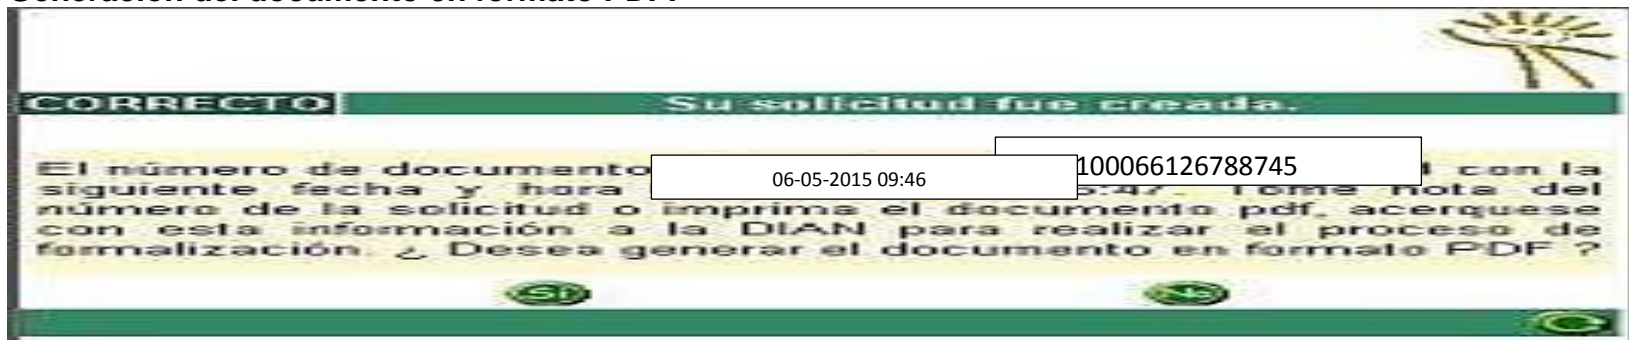 Generación del documento en formato PDF.
CORRECTO Su solicitud fue creada.
El número de documento 100066126788745 con la
siguiente fecha y hora 06-05-2015 09:46 :47. Tome nota del
número de la solicitud o imprima el documento pdf, acerquese
con esta información a la DIAN para realizar el proceso de
formalización. ¿ Desea generar el documento en formato PDF ?
Si No